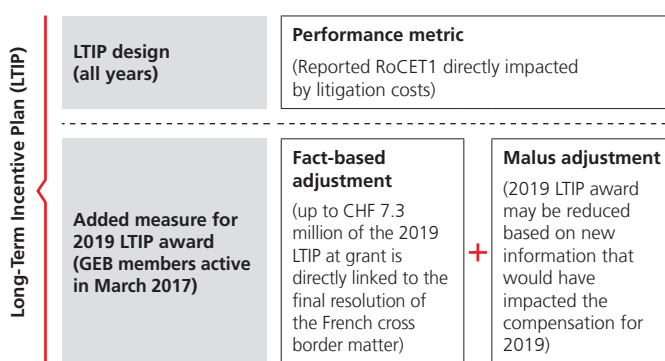 Long-Term Incentive Plan (LTIP)
LTIP design
(all years)
Performance metric
(Reported RoCET1 directly impacted
by litigation costs)
Added measure for
2019 LTIP award
(GEB members active
in March 2017)
Fact-based
adjustment
(up to CHF 7.3
million of the 2019
LTIP at grant is
directly linked to the
final resolution of
the French cross
border matter)
+
Malus adjustment
(2019 LTIP award
may be reduced
based on new
information that
would have
impacted the
compensation for
2019)